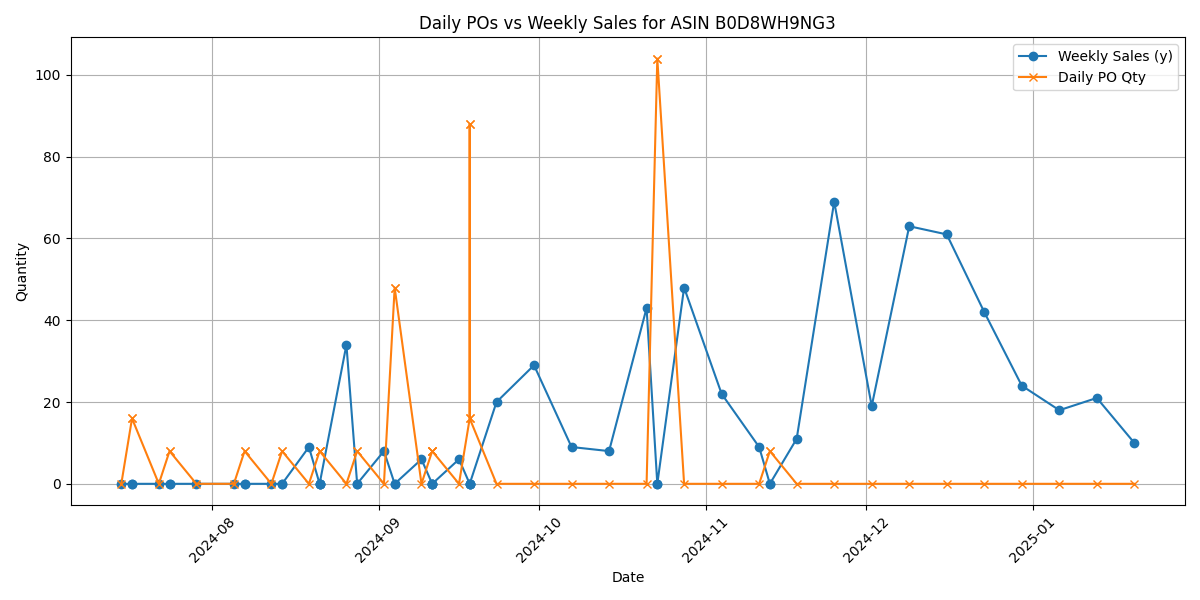 Daily POs vs Weekly Sales for ASIN B0D8WH9NG3
Weekly Sales (y)
Daily PO Qty
Quantity
100
80
60
40
20
0
2024-08
2024-09
2024-10
2024-11
2024-12
2025-01
Date